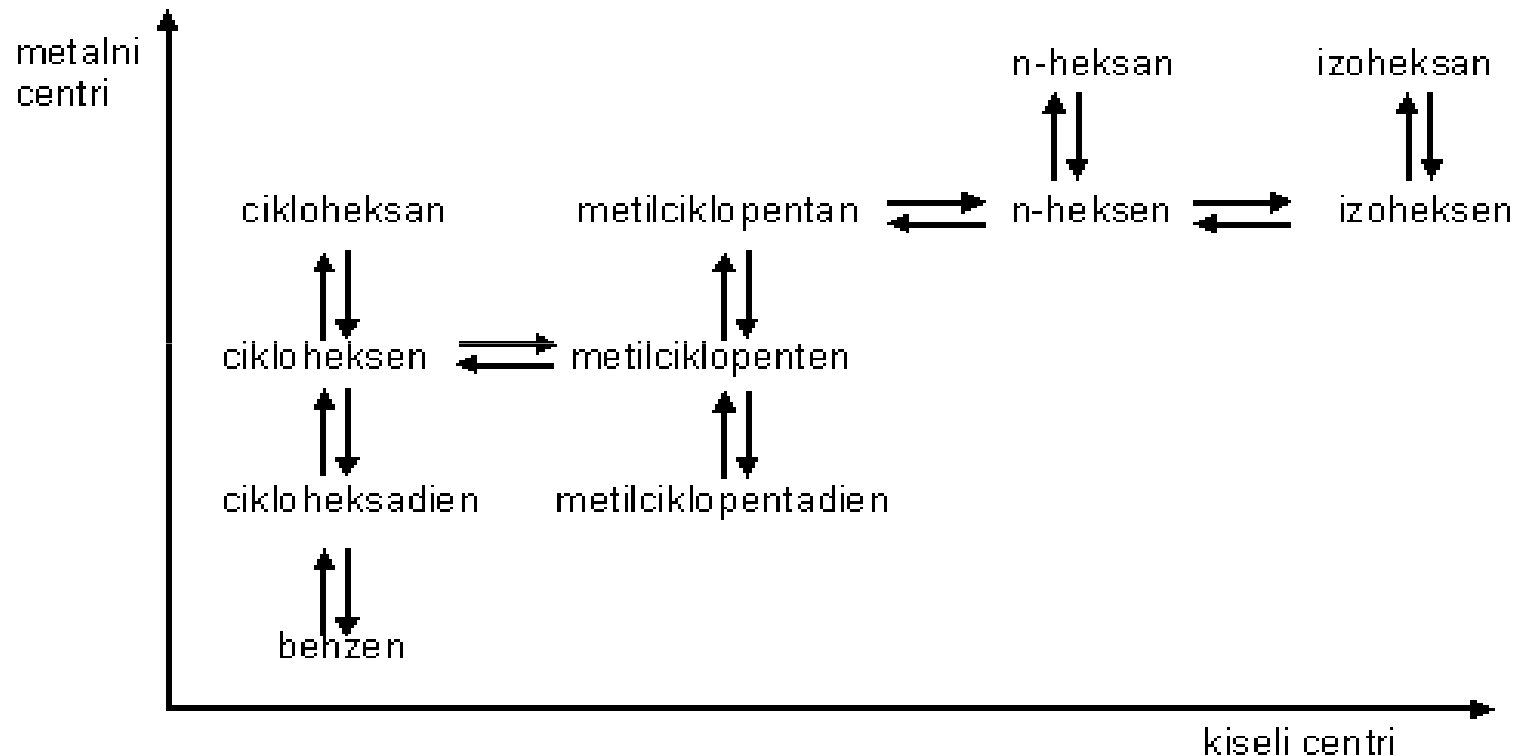 metalni
centri
n-heksan
izoheksan
cikloheksan
metilciklopentan
n-heksen
izoheksen
cikloheksen
metilciklopenten
cikloheksadien
metilciklopentadien
benzen
kiseli centri